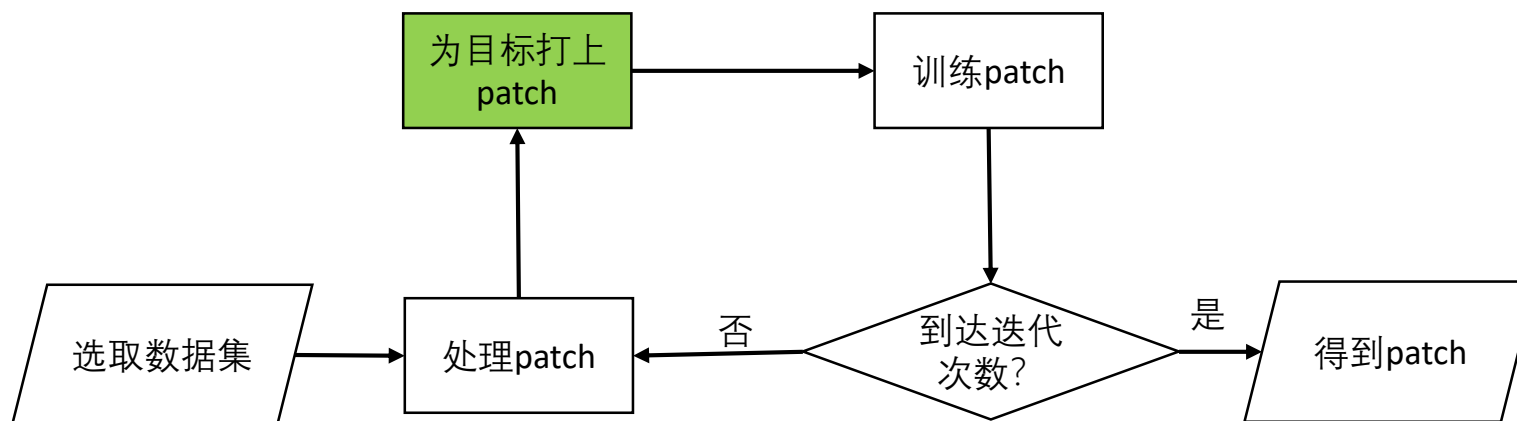 为目标打上
patch
训练patch
选取数据集
处理patch
否
到达迭代
次数？
是
得到patch